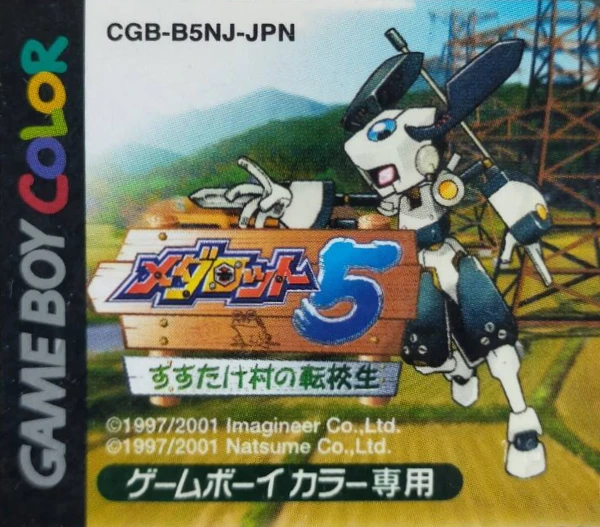 CGB-B5NJ-JPN
GAME BOY COLOR
メダロット5
すすたけ村の転校生
©1997/2001 Imagineer Co.,Ltd.
©1997/2001 Natsume Co.,Ltd.
ゲームボーイカラー専用